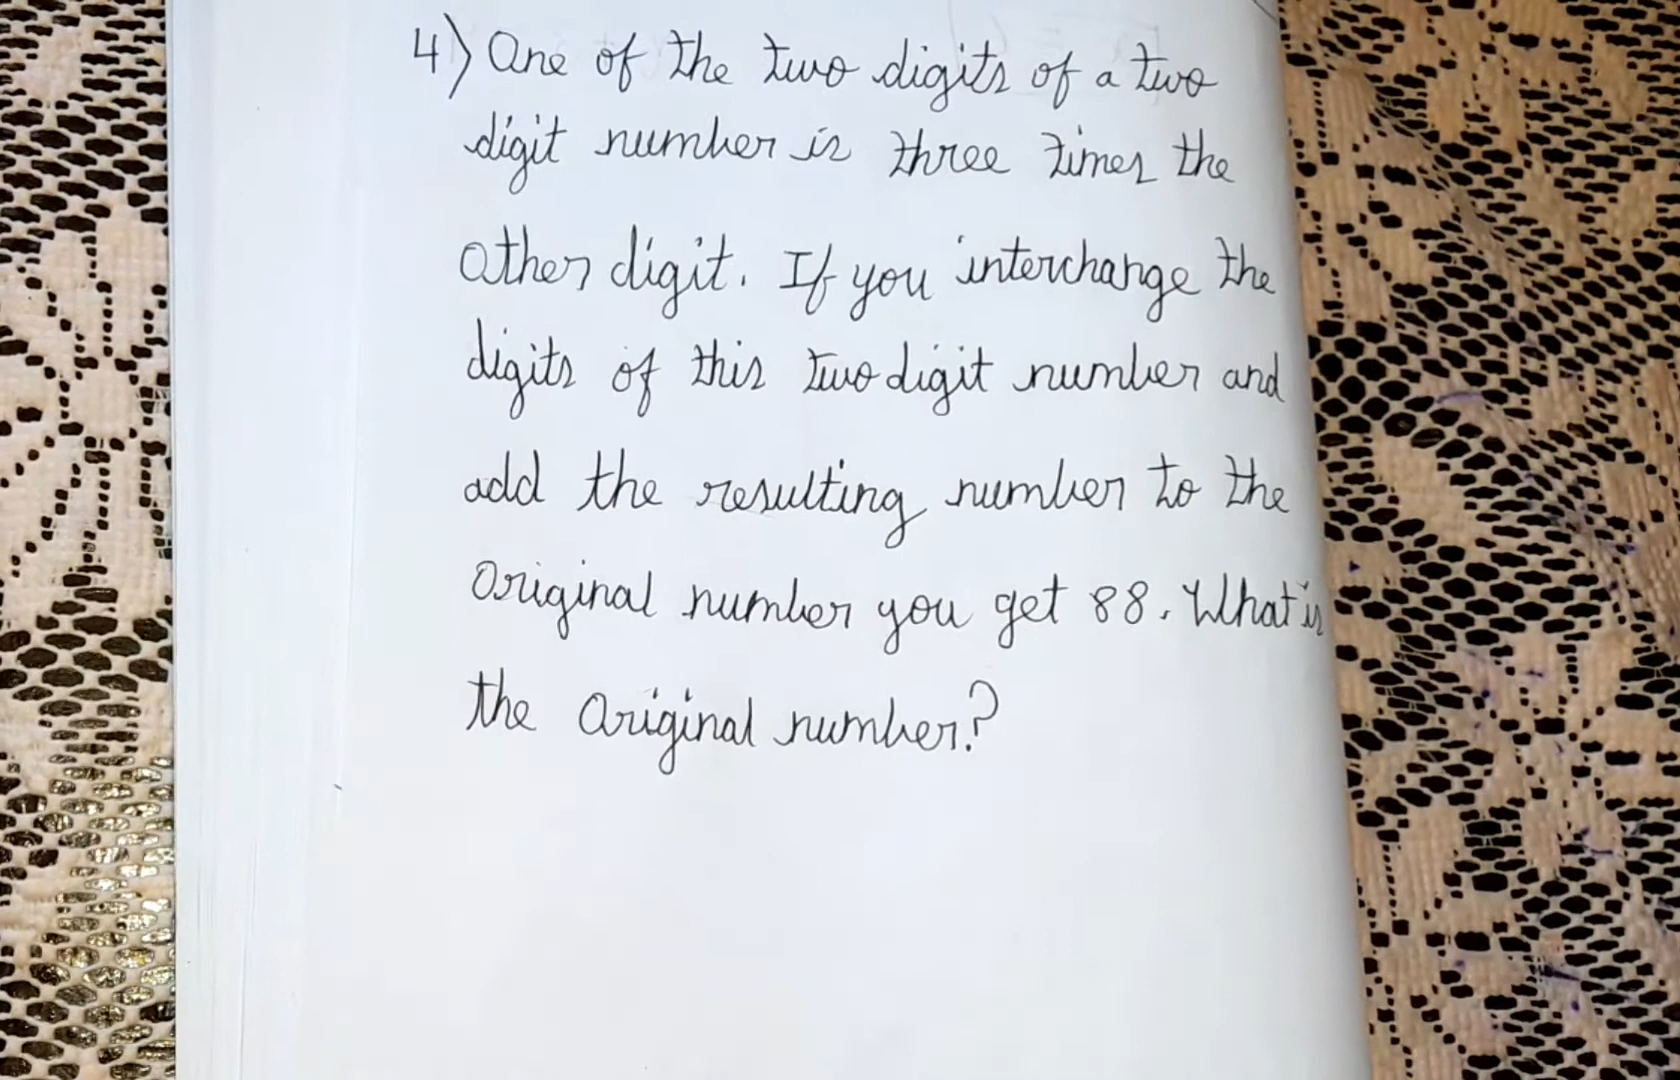 4) One of the two digits of a two
digit number is three times the
other digit. If you interchange the
digits of this two digit number and
add the resulting number to the
original number you get 88. What is
the original number?